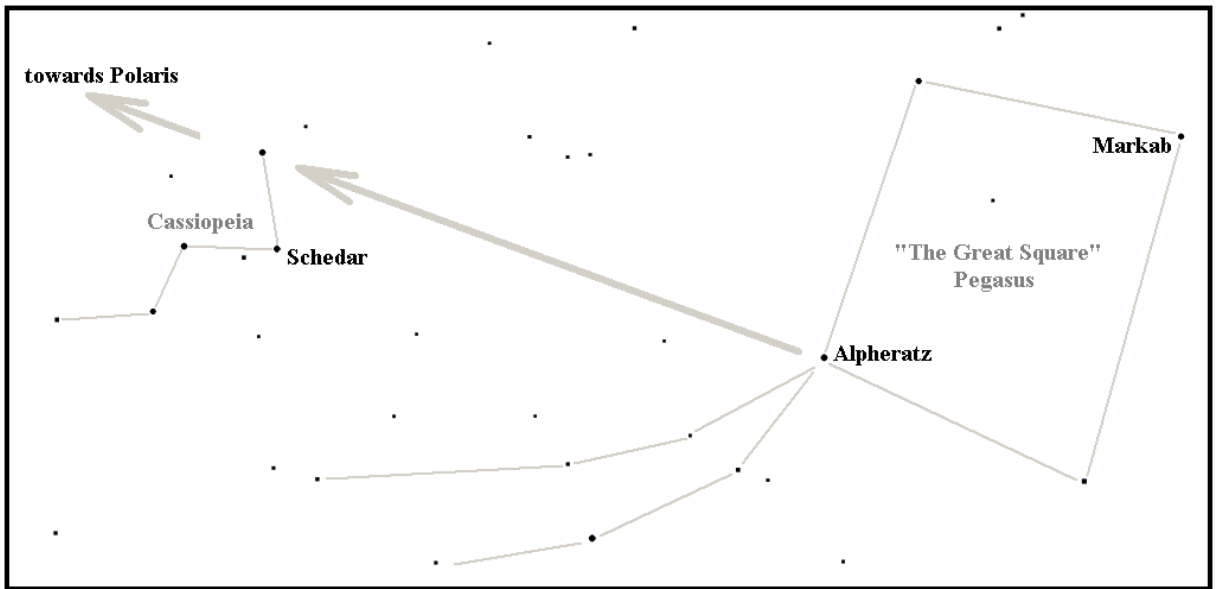 towards Polaris
Markab
Cassiopeia
Schedar
"The Great Square"
Pegasus
Alpheratz